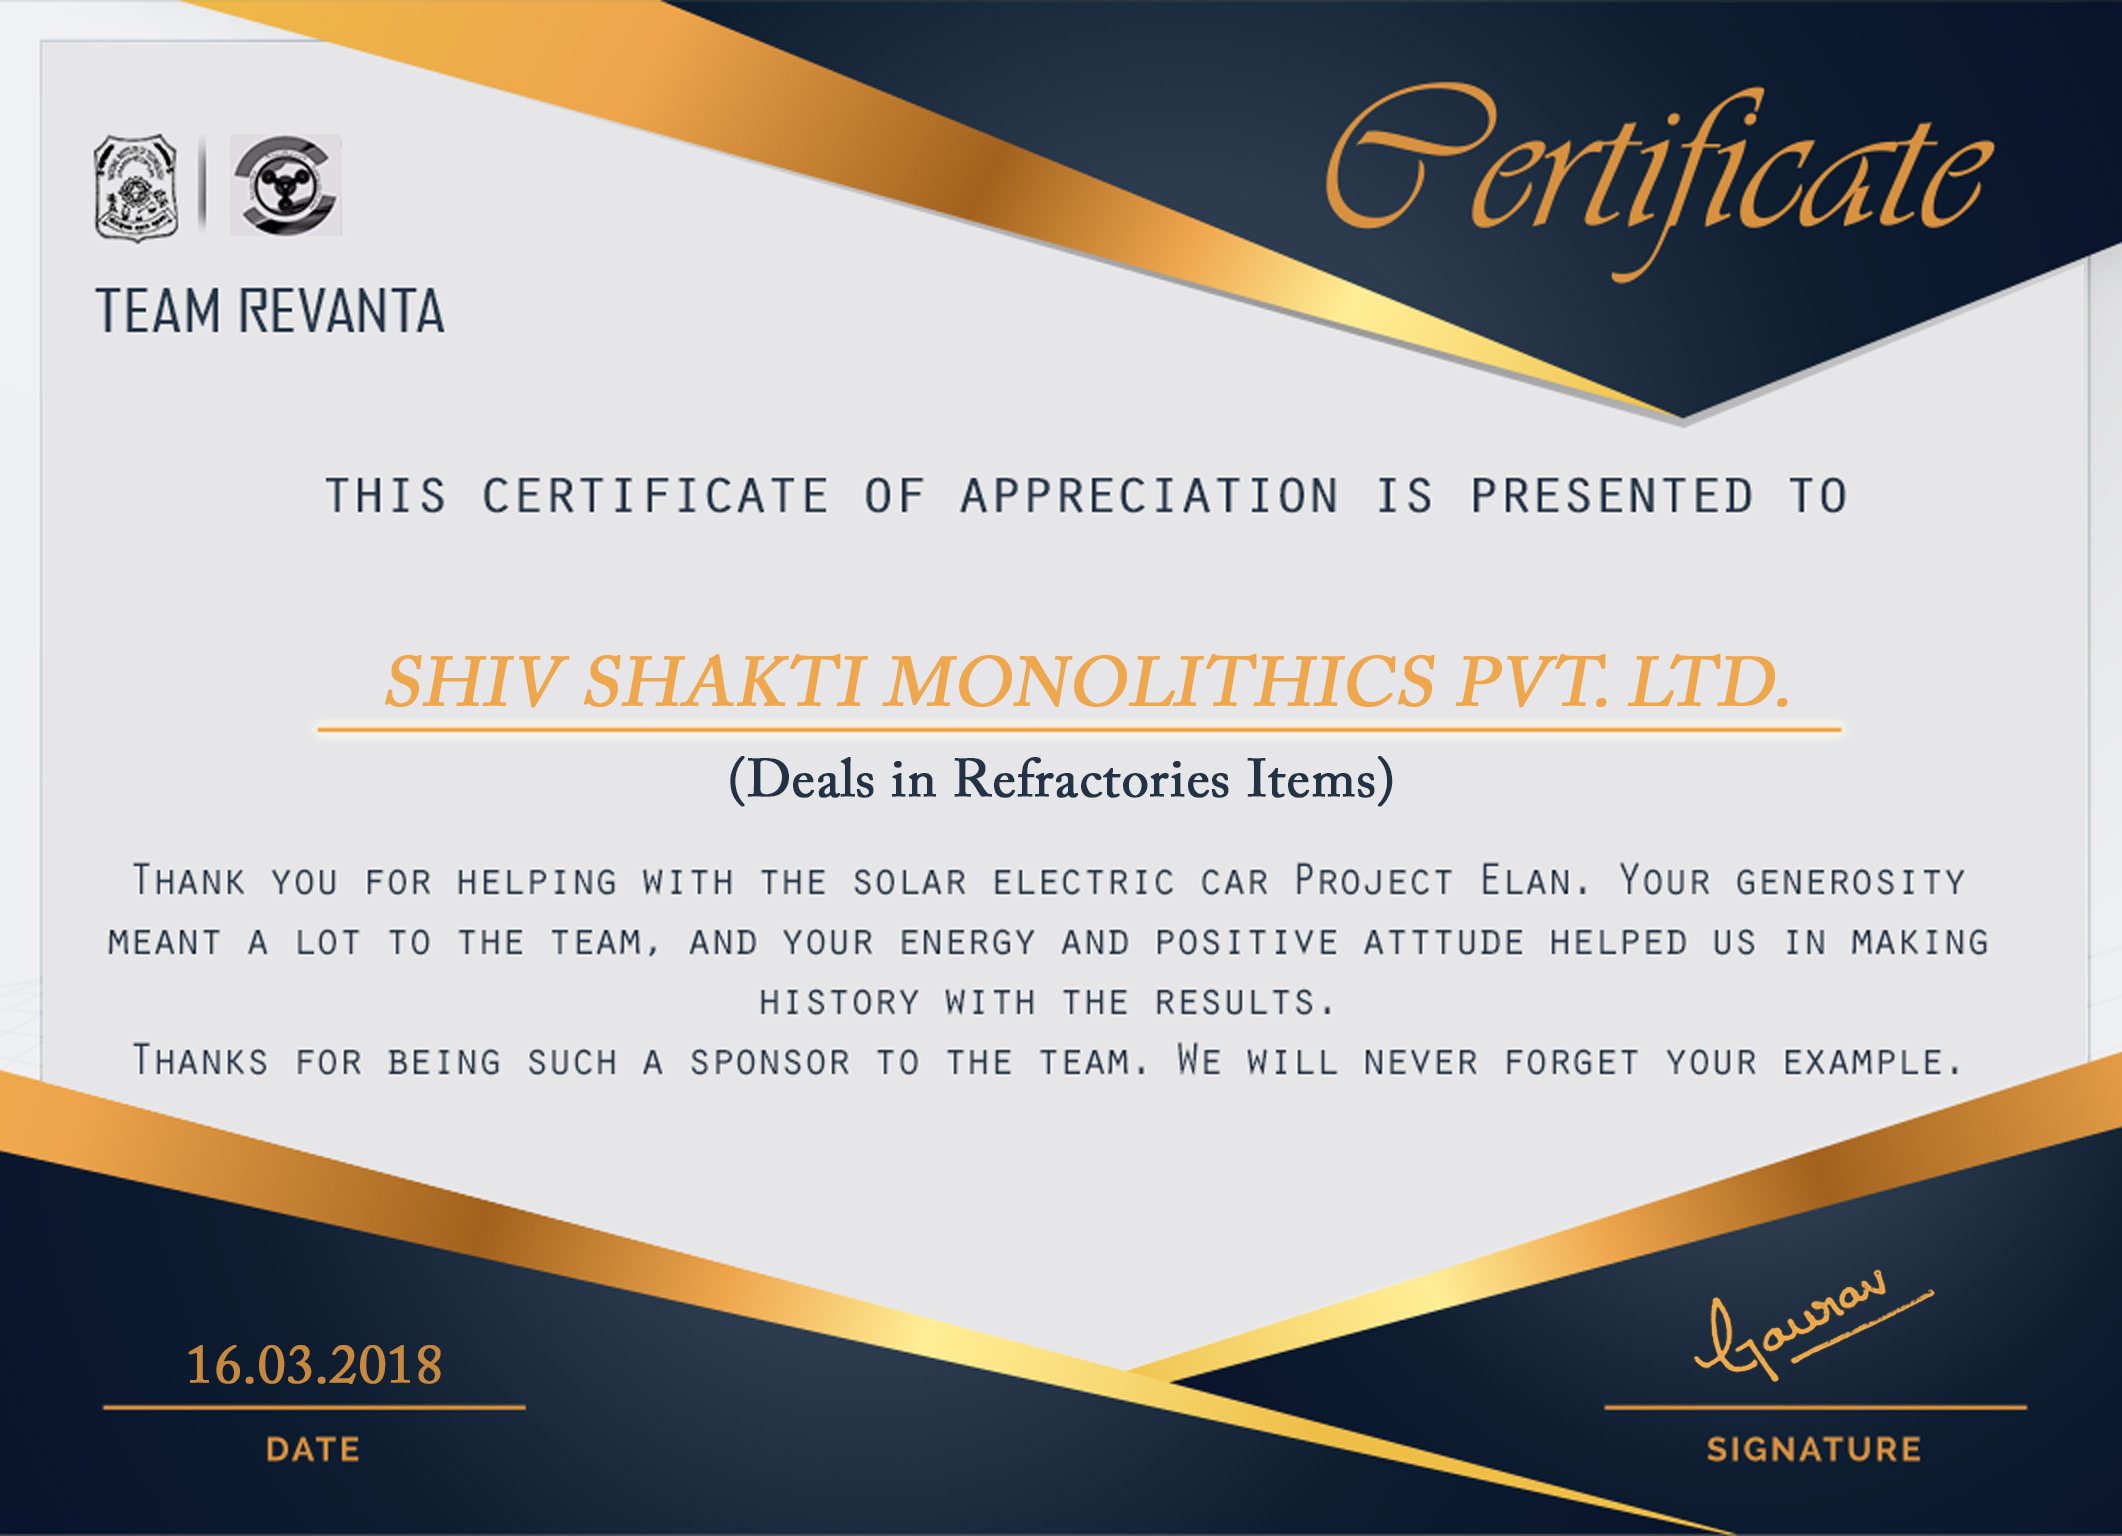 Certificate
TEAM REVANTA
THIS CERTIFICATE OF APPRECIATION IS PRESENTED TO
SHIV SHAKTI MONOLITHICS PVT. LTD.
(Deals in Refractories Items)
THANK YOU FOR HELPING WITH THE SOLAR ELECTRIC CAR PROJECT ELAN. YOUR GENEROSITY
MEANT A LOT TO THE TEAM, AND YOUR ENERGY AND POSITIVE ATTTUDE HELPED US IN MAKING
HISTORY WITH THE RESULTS.
THANKS FOR BEING SUCH A SPONSOR TO THE TEAM. WE WILL NEVER FORGET YOUR EXAMPLE.
Gaurav
16.03.2018
DATE
SIGNATURE